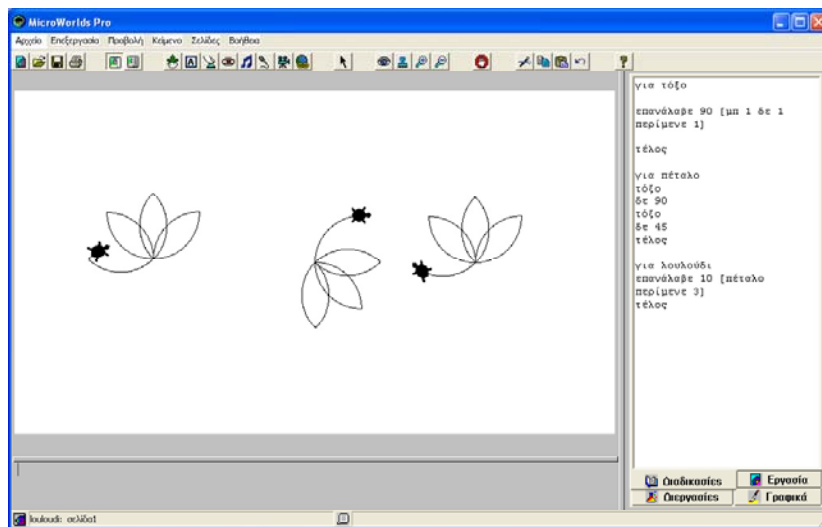 MicroWorlds Pro
Αρχείο Επεξεργασία Προβολή Κείμενο Σελίδες Βοήθεια
για τόξο
επανάλαβε 90 [μπ 1 δε 1
περίμενε 1]
τέλος
για πέταλο
τόξο
δε 90
τόξο
δε 45
τέλος
για λουλούδι
επανάλαβε 10 [πέταλο
περίμενε 3]
τέλος
Διαδικασίες Εργασία
Διεργασίες Γραφικά
louloudi: σελίδα1